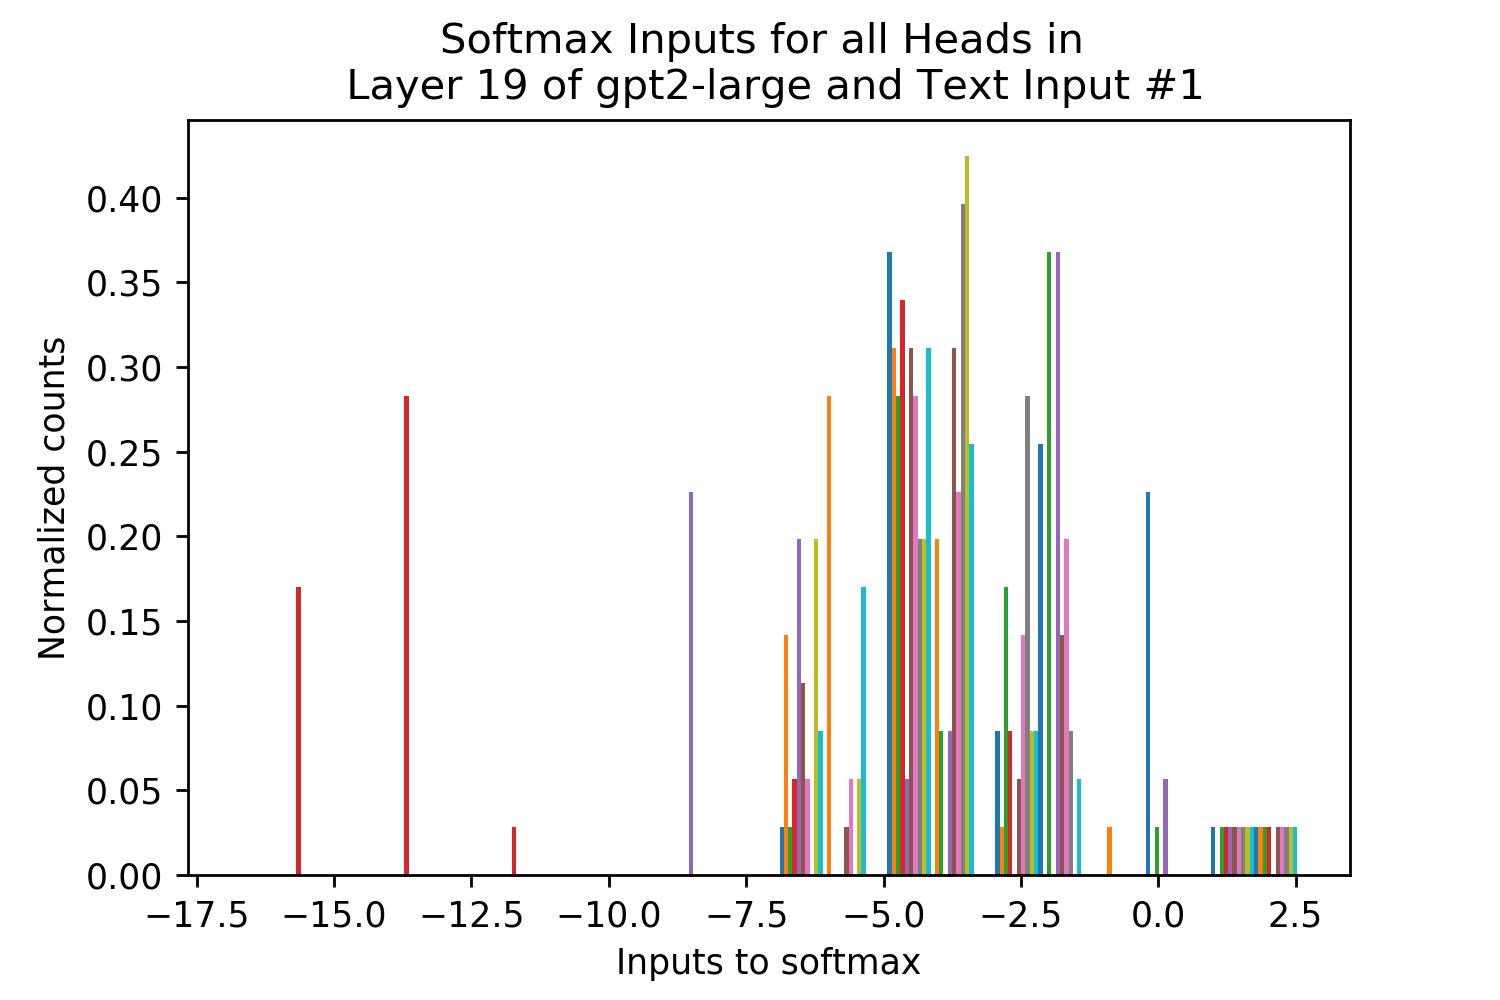 Softmax Inputs for all Heads in
Layer 19 of gpt2-large and Text Input #1
Normalized counts
0.40
0.35
0.30
0.25
0.20
0.15
0.10
0.05
0.00
−17.5 −15.0 −12.5 −10.0 −7.5 −5.0 −2.5 0.0 2.5
Inputs to softmax